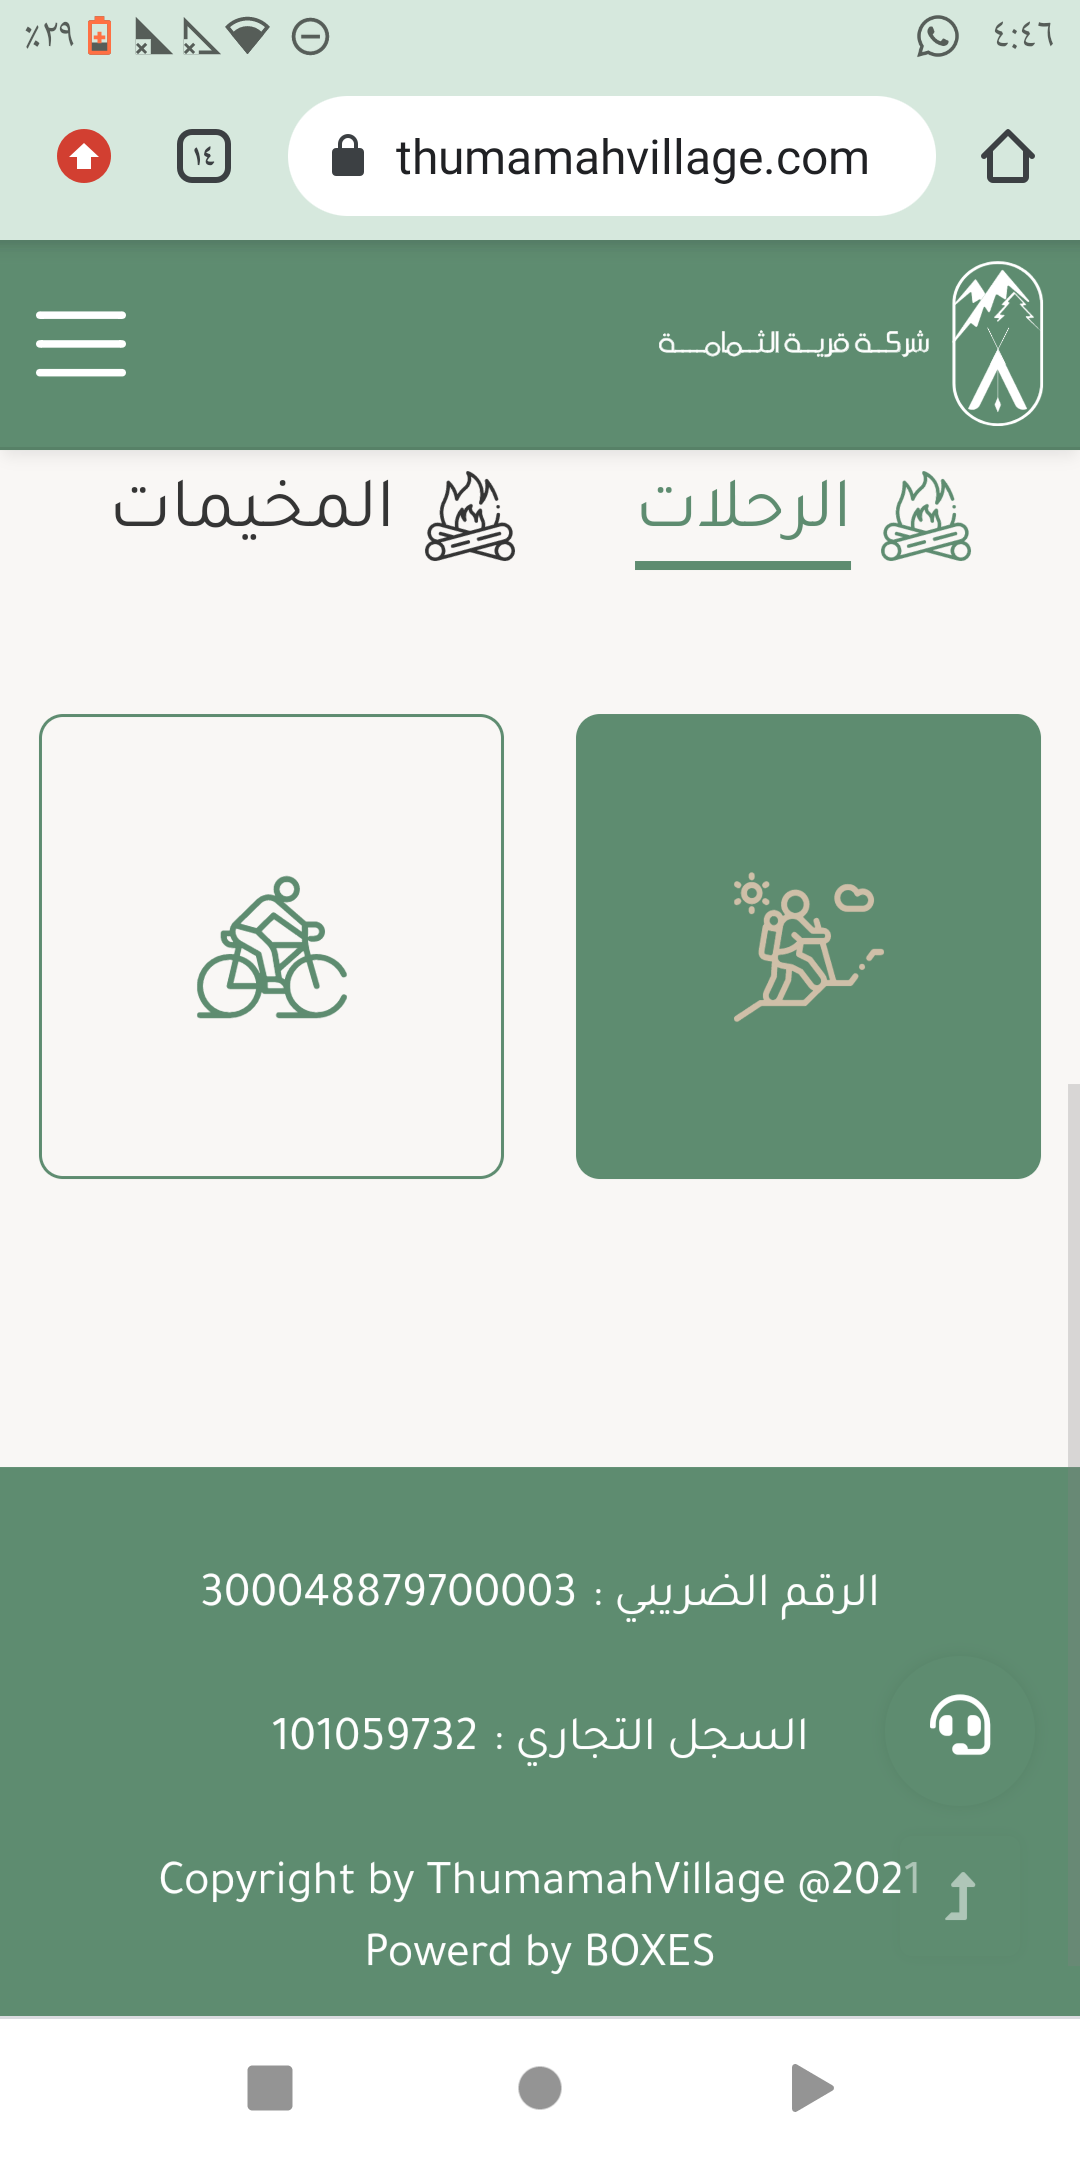 ٤:٤٦
٪٢٩
thumamahvillage.com
١٤
شركة قرية الثمامة
الرحلات
المخيمات
الرقم الضريبي : 300048879700003
السجل التجاري : 101059732
Copyright by ThumamahVillage @2021
Powerd by BOXES